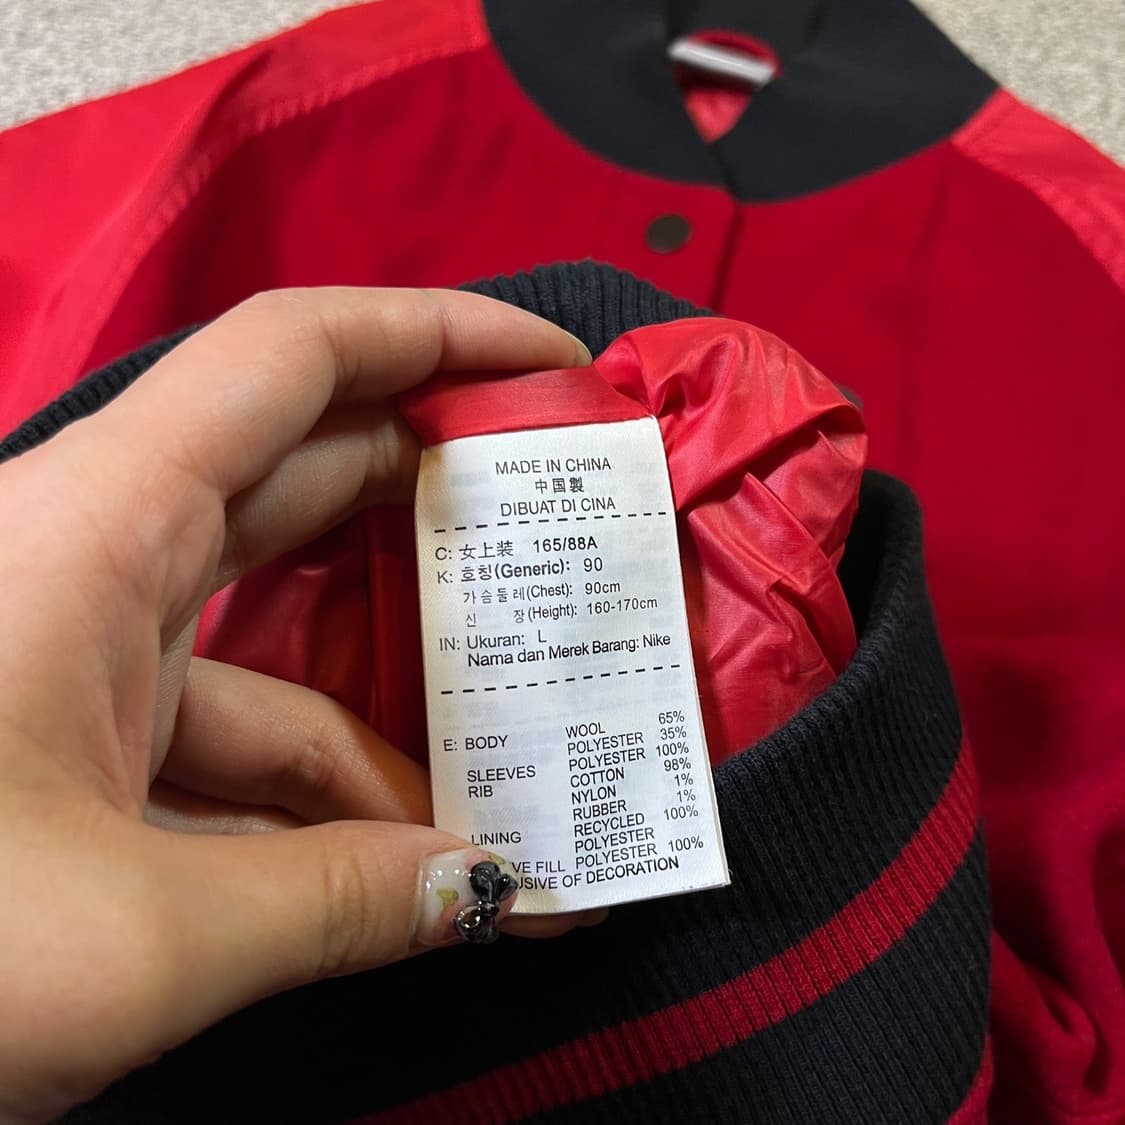 MADE IN CHINA
中国製
DIBUAT DI CINA
C: 女上装 165/88A
K: 호칭(Generic): 90
가슴둘레(Chest): 90cm
신 장(Height): 160-170cm
IN: Ukuran: L
Nama dan Merek Barang: Nike
E: BODY WOOL 65%
POLYESTER 35%
SLEEVES POLYESTER 100%
RIB COTTON 98%
NYLON 1%
RUBBER 1%
LINING RECYCLED 100%
POLYESTER
FILL POLYESTER 100%
OF DECORATION